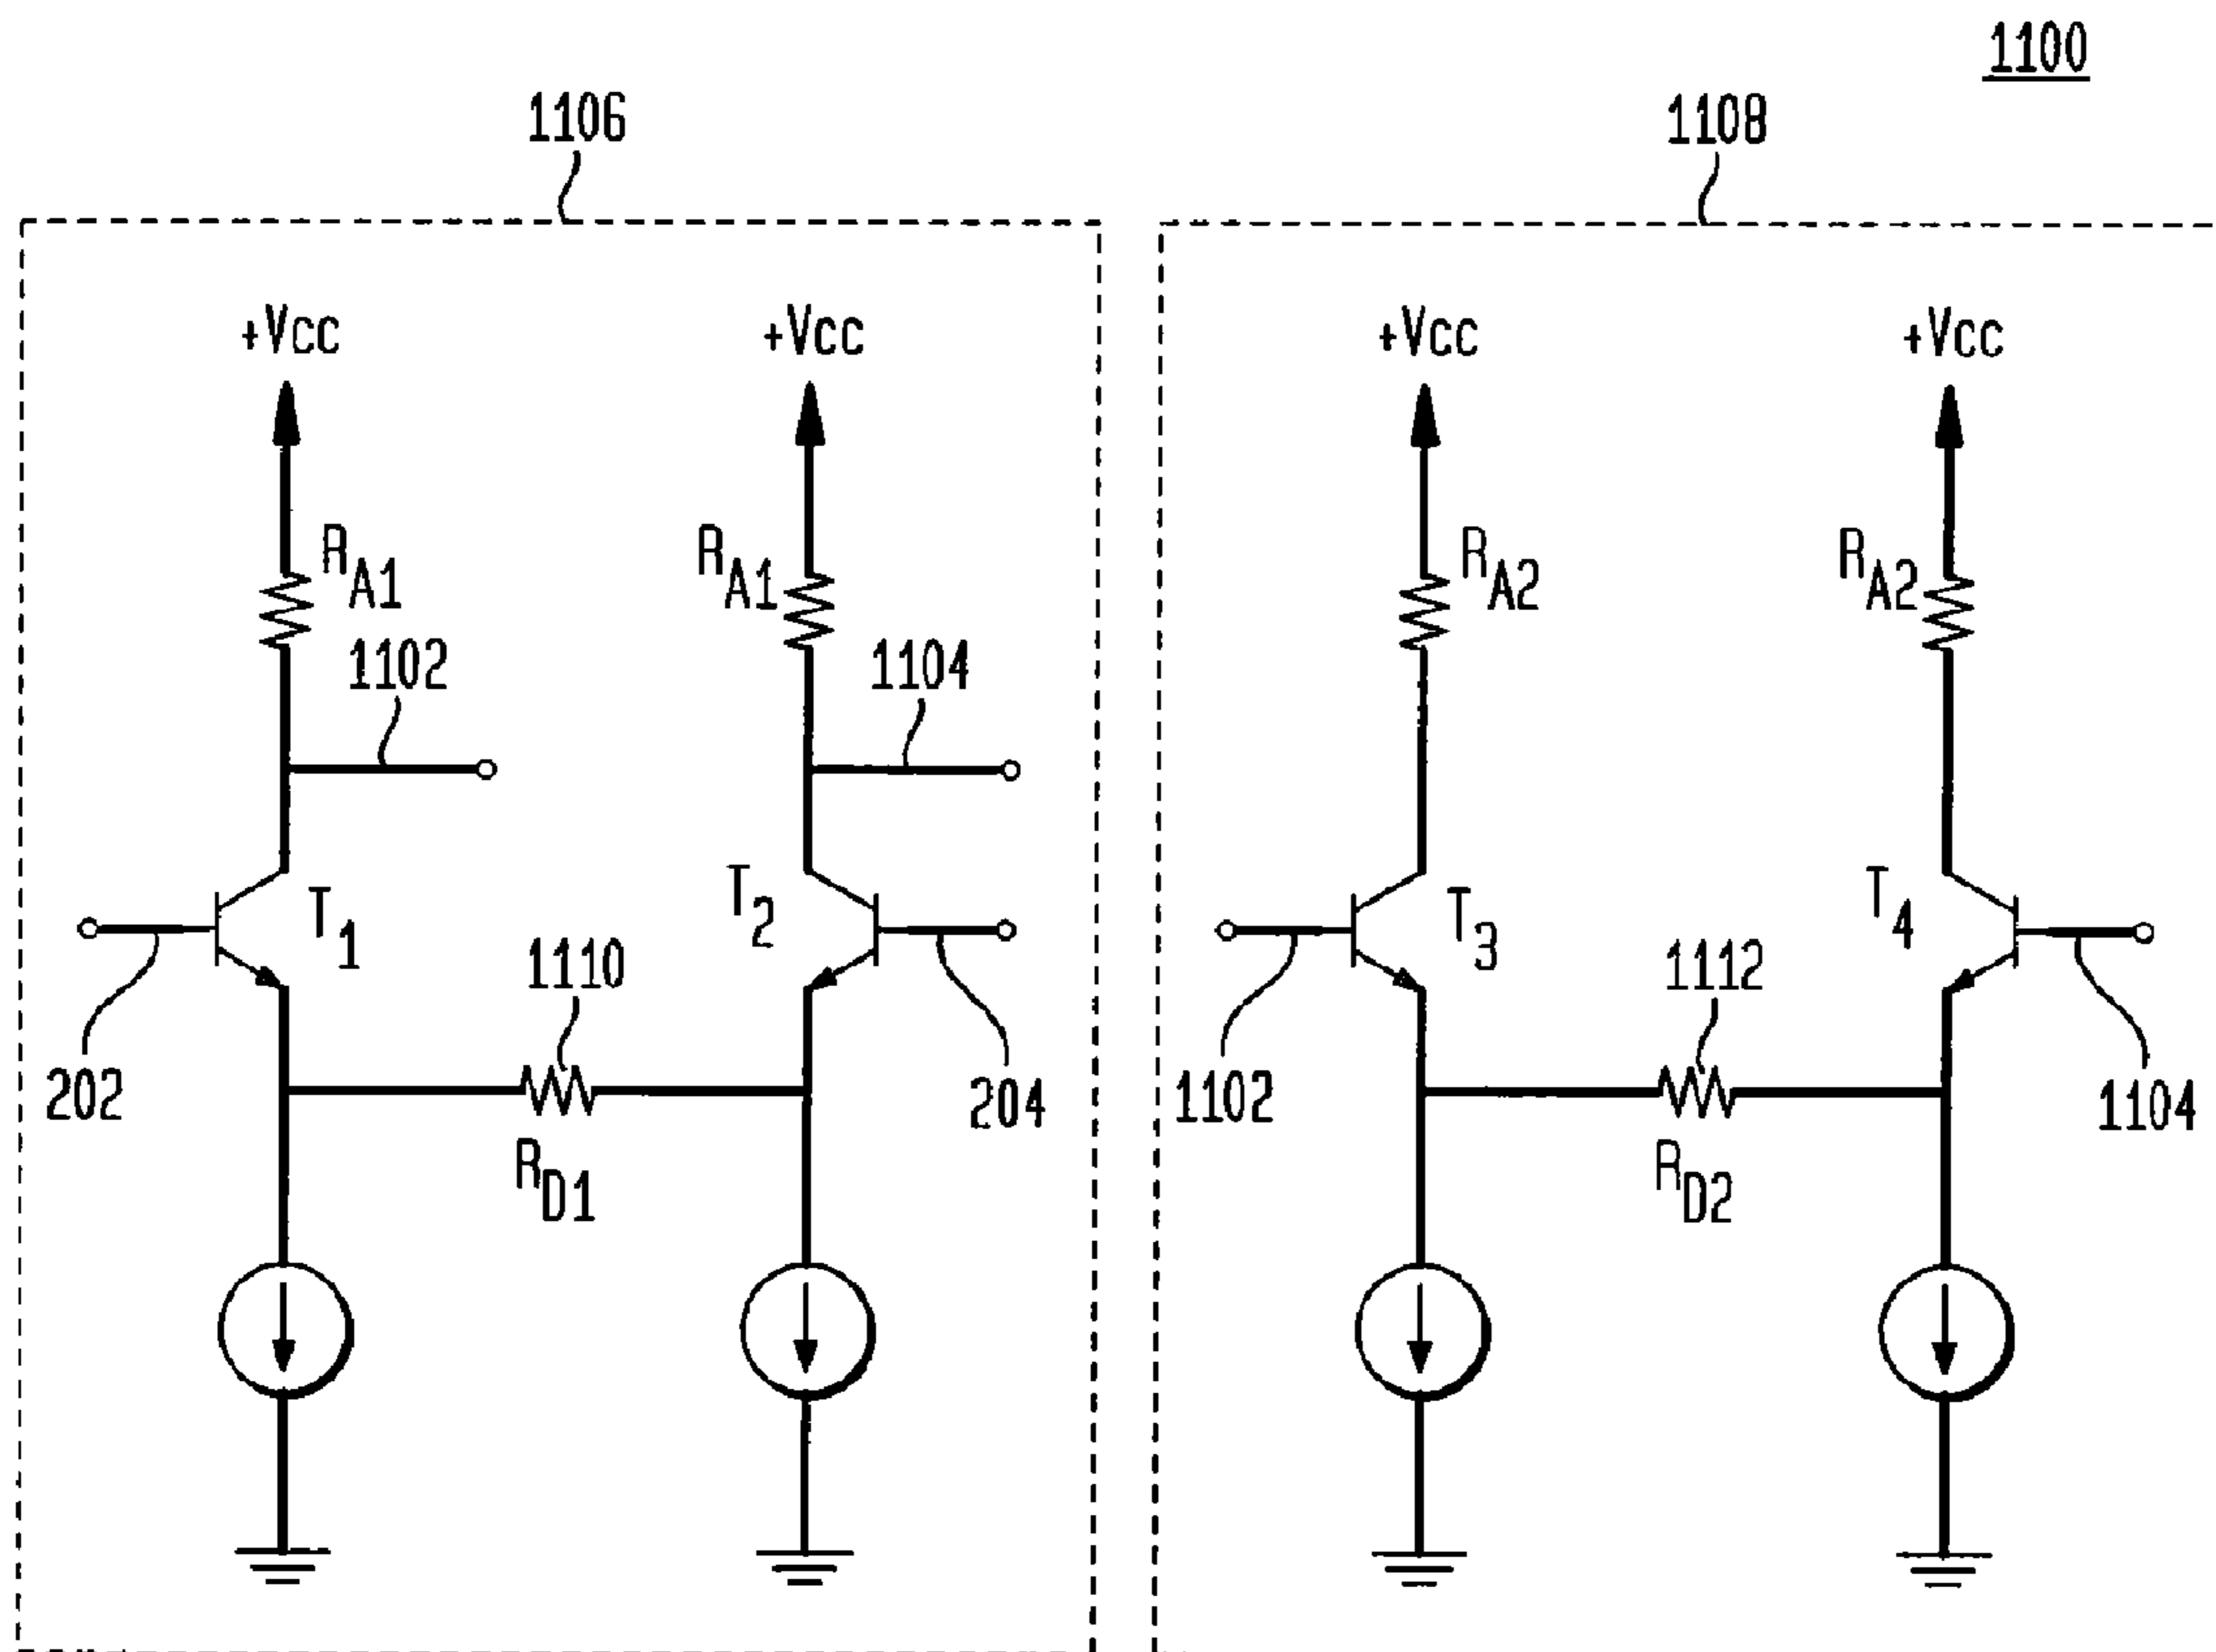 1100
1106
1108
+Vcc +Vcc +Vcc +Vcc
RA1 RA1 RA2 RA2
1102 1104
T1 T2 T3 T4
1110 1112
202 204 1102 1104
RD1 RD2